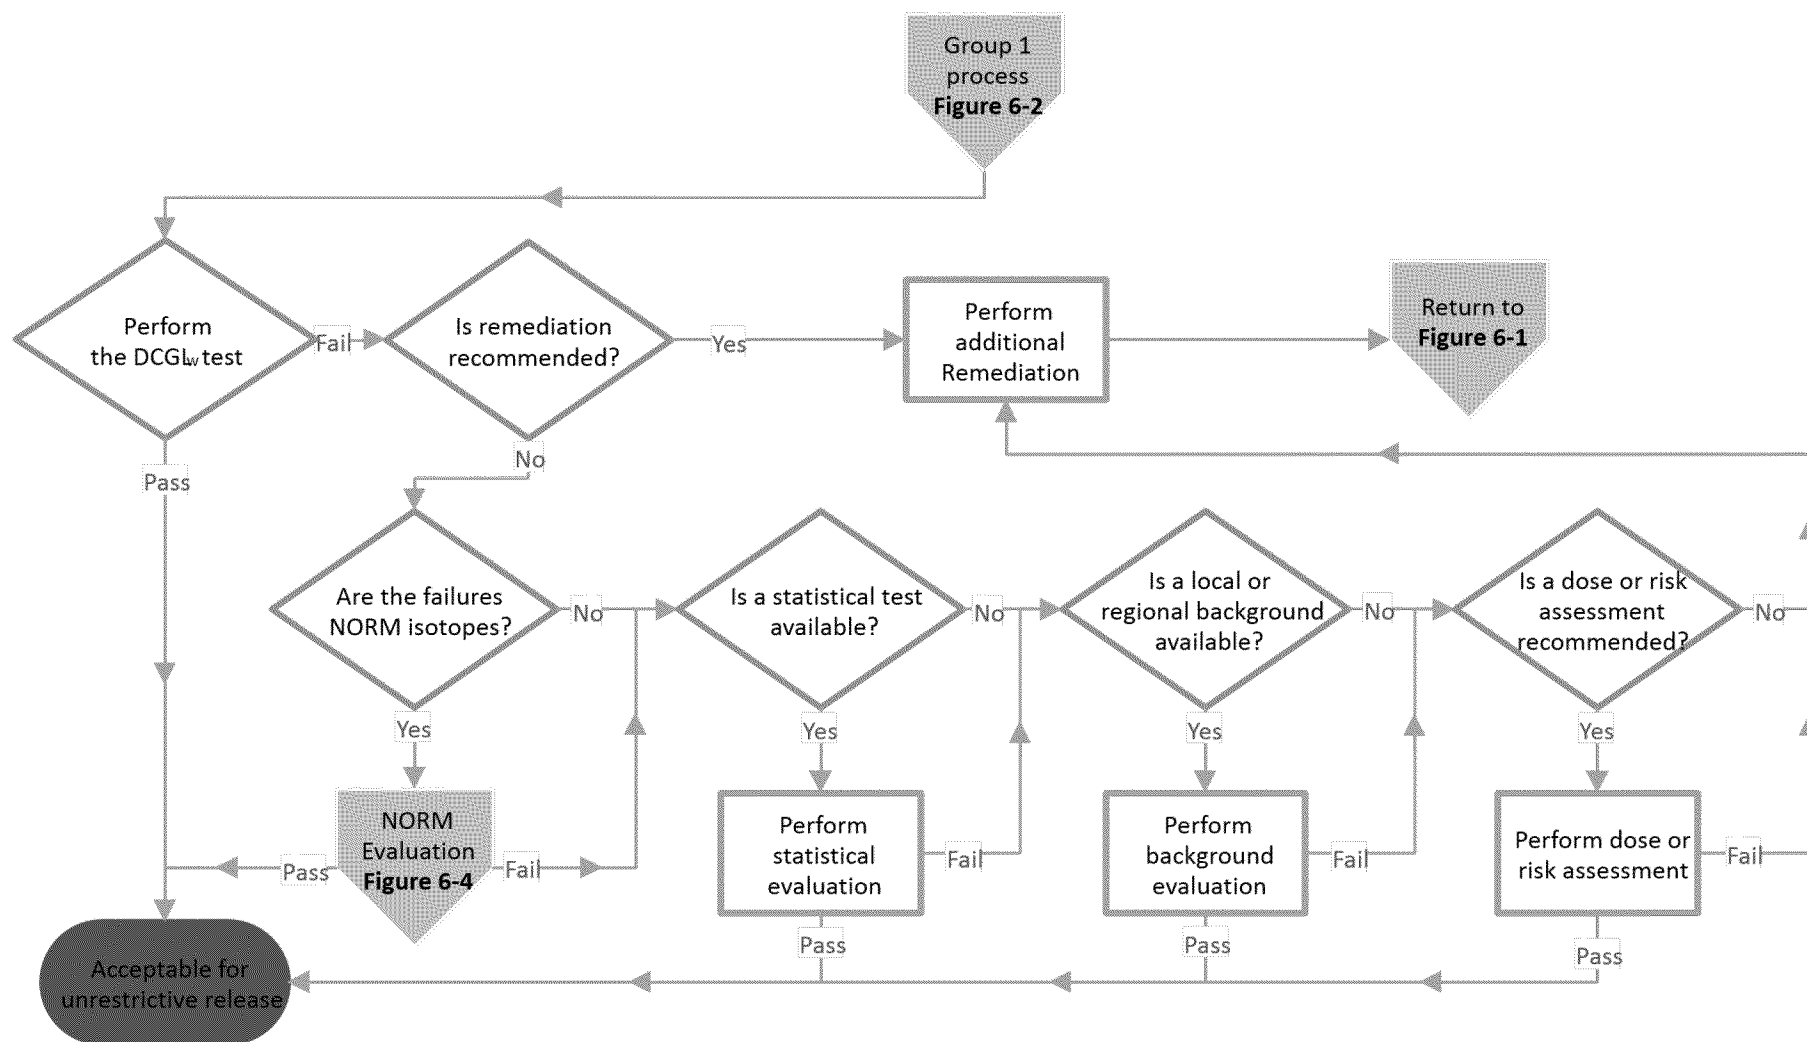 Group 1
process
Figure 6-2
Perform
the DCGLw test
Fail
Is remediation
recommended?
Yes
Perform
additional
Remediation
Return to
Figure 6-1
No
Pass
Are the failures
NORM isotopes?
No
Is a statistical test
available?
No
Is a local or
regional background
available?
No
Is a dose or risk
assessment
recommended?
No
Yes
Yes
Yes
Yes
NORM
Evaluation
Figure 6-4
Pass
Fail
Perform
statistical
evaluation
Fail
Perform
background
evaluation
Fail
Perform dose or
risk assessment
Fail
Pass
Pass
Pass
Acceptable for
unrestrictive release